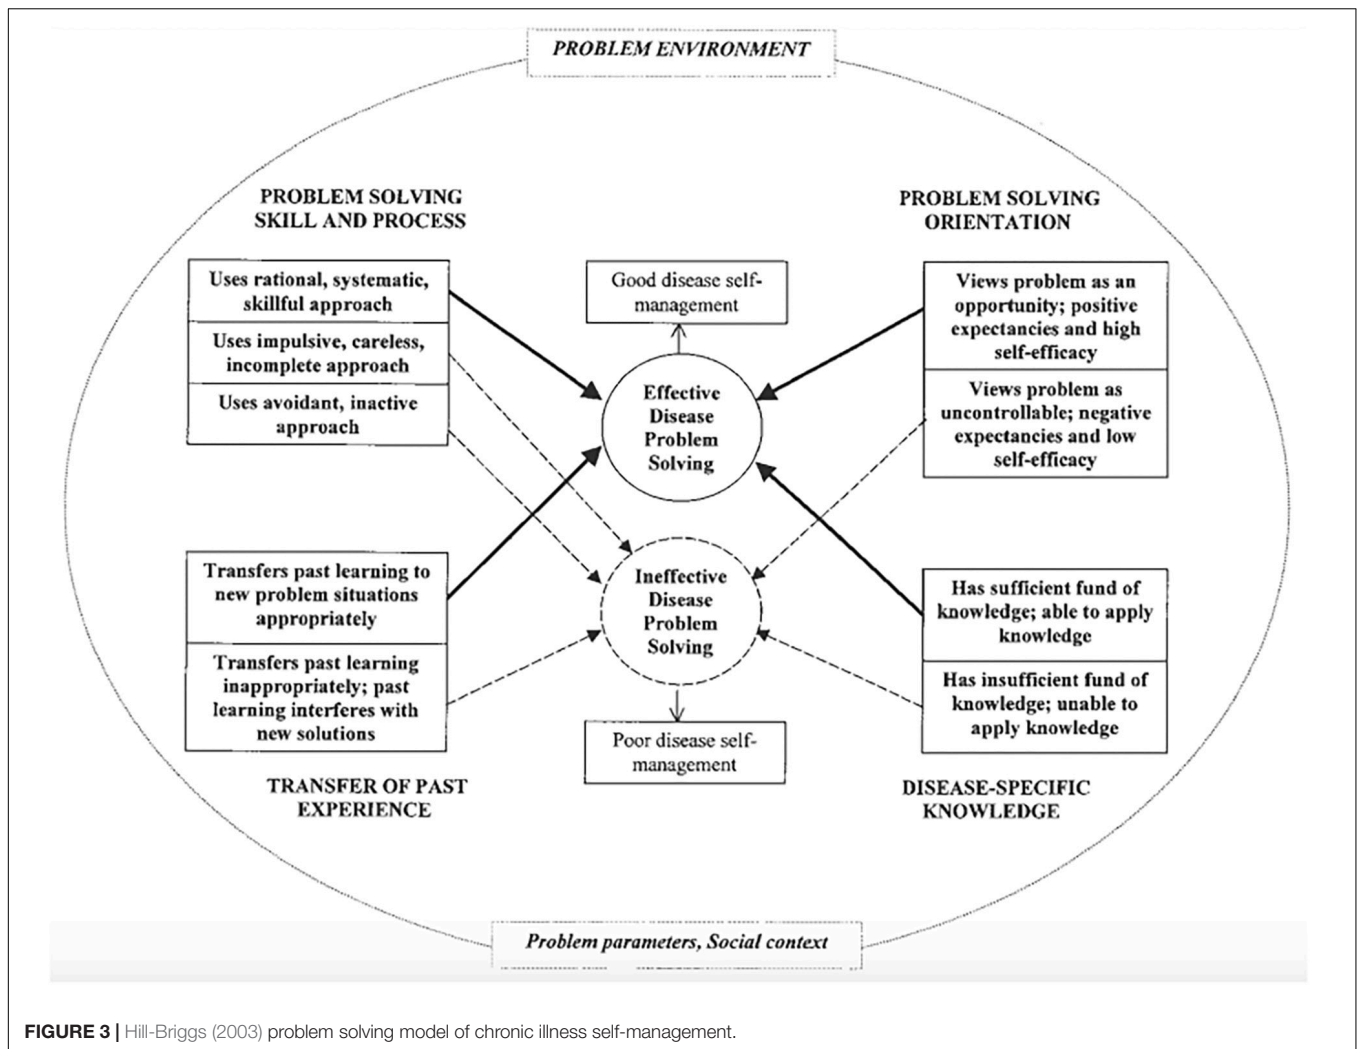 PROBLEM ENVIRONMENT
PROBLEM SOLVING
SKILL AND PROCESS
Uses rational, systematic,
skillful approach
Uses impulsive, careless,
incomplete approach
Uses avoidant, inactive
approach
Good disease self-
management
PROBLEM SOLVING
ORIENTATION
Views problem as an
opportunity; positive
expectancies and high
self-efficacy
Views problem as
uncontrollable; negative
expectancies and low
self-efficacy
Effective
Disease
Problem
Solving
Ineffective
Disease
Problem
Solving
Transfers past learning to
new problem situations
appropriately
Transfers past learning
inappropriately; past
learning interferes with
new solutions
TRANSFER OF PAST
EXPERIENCE
Poor disease self-
management
Has sufficient fund of
knowledge; able to apply
knowledge
Has insufficient fund of
knowledge; unable to
apply knowledge
DISEASE-SPECIFIC
KNOWLEDGE
Problem parameters, Social context
FIGURE 3 | Hill-Briggs (2003) problem solving model of chronic illness self-management.